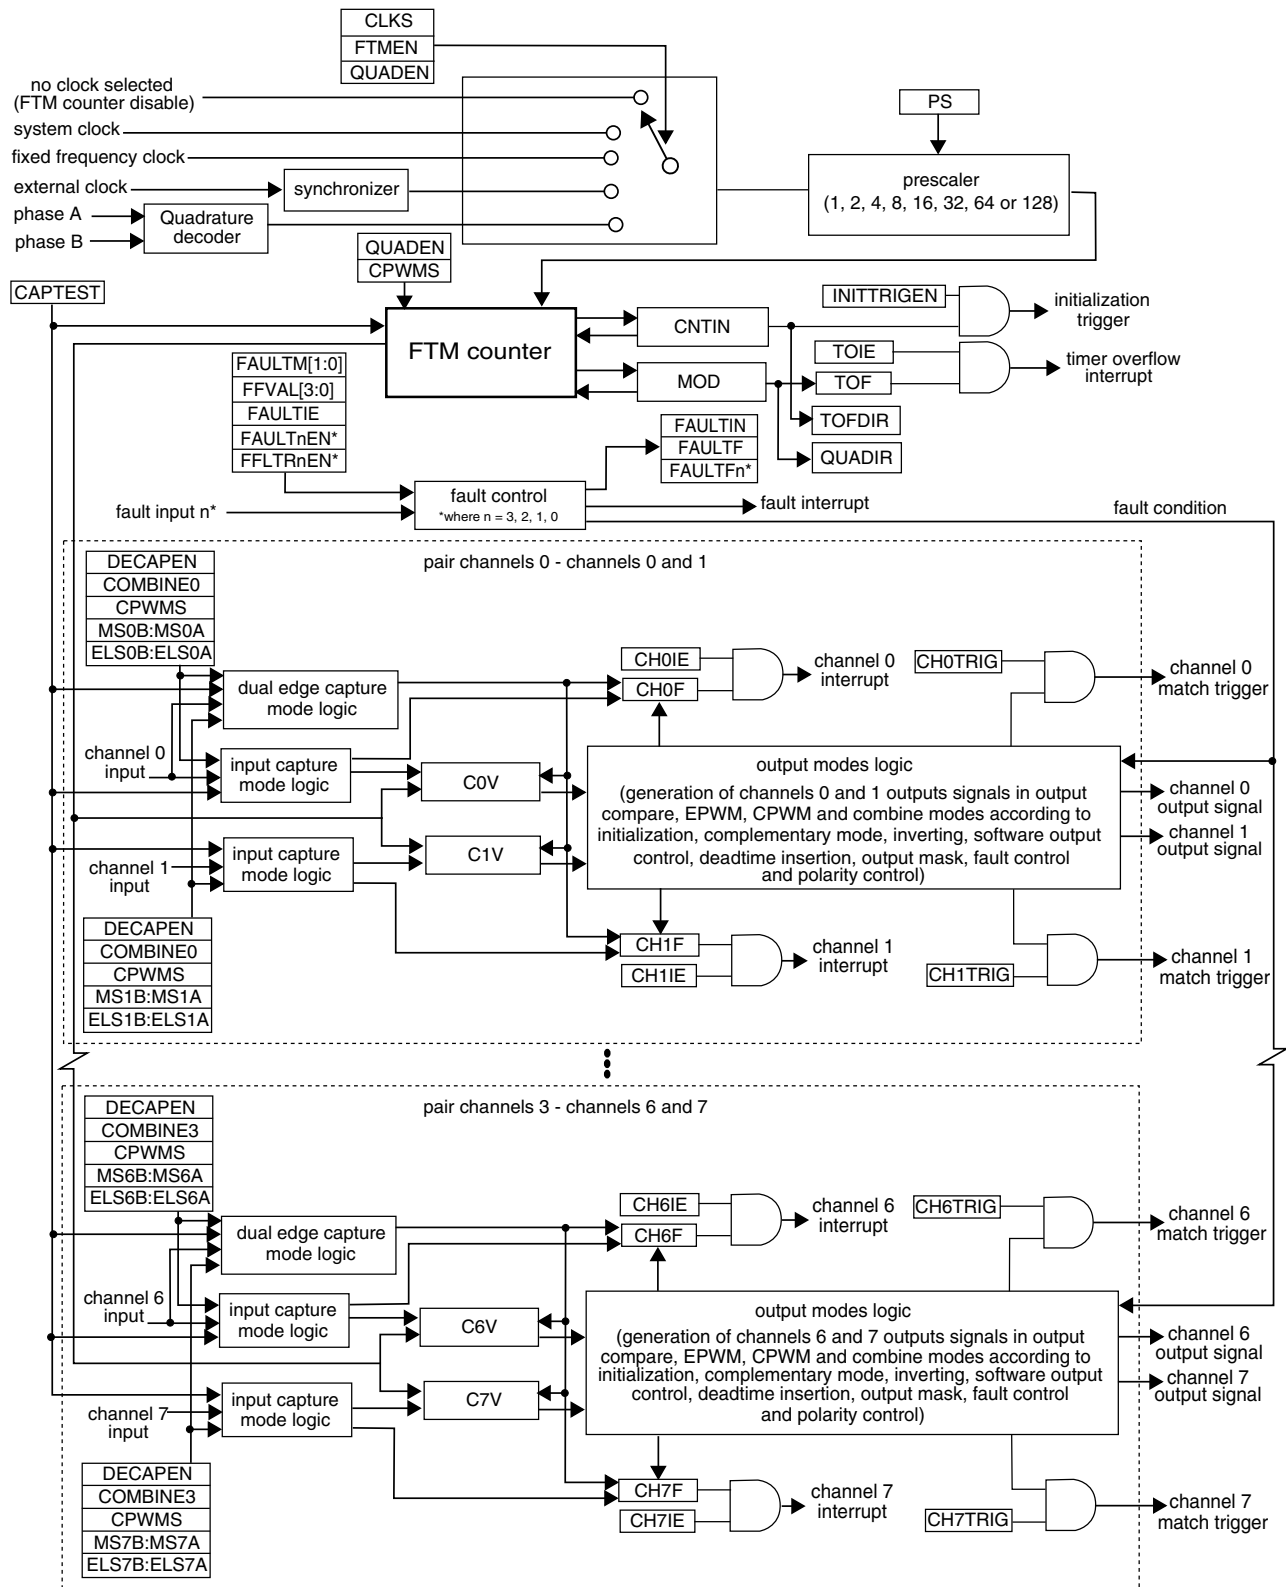 CLKS
FTMEN
QUADEN
no clock selected
(FTM counter disable)
system clock
fixed frequency clock
external clock
synchronizer
phase A
phase B
Quadrature
decoder
PS
prescaler
(1, 2, 4, 8, 16, 32, 64 or 128)
QUADEN
CPWMS
CAPTEST
FTM counter
CNTIN
MOD
INITTRIGEN
initialization
trigger
TOIE
TOF
timer overflow
interrupt
TOFDIR
QUADIR
FAULTM[1:0]
FFVAL[3:0]
FAULTIE
FAULTnEN*
FFLTRnEN*
FAULTIN
FAULTF
FAULTFn*
fault input n*
fault control
*where n = 3, 2, 1, 0
fault interrupt
fault condition
pair channels 0 - channels 0 and 1
DECAPEN
COMBINE0
CPWMS
MS0B:MS0A
ELS0B:ELS0A
dual edge capture
mode logic
channel 0
input
input capture
mode logic
C0V
channel 1
input
input capture
mode logic
C1V
DECAPEN
COMBINE0
CPWMS
MS1B:MS1A
ELS1B:ELS1A
CH0IE
CH0F
channel 0
interrupt
CH0TRIG
channel 0
match trigger
output modes logic
(generation of channels 0 and 1 outputs signals in output
compare, EPWM, CPWM and combine modes according to
initialization, complementary mode, inverting, software output
control, deadtime insertion, output mask, fault control
and polarity control)
channel 0
output signal
channel 1
output signal
CH1F
CH1IE
channel 1
interrupt
CH1TRIG
channel 1
match trigger
pair channels 3 - channels 6 and 7
DECAPEN
COMBINE3
CPWMS
MS6B:MS6A
ELS6B:ELS6A
dual edge capture
mode logic
channel 6
input
input capture
mode logic
C6V
channel 7
input
input capture
mode logic
C7V
DECAPEN
COMBINE3
CPWMS
MS7B:MS7A
ELS7B:ELS7A
CH6IE
CH6F
channel 6
interrupt
CH6TRIG
channel 6
match trigger
output modes logic
(generation of channels 6 and 7 outputs signals in output
compare, EPWM, CPWM and combine modes according to
initialization, complementary mode, inverting, software output
control, deadtime insertion, output mask, fault control
and polarity control)
channel 6
output signal
channel 7
output signal
CH7F
CH7IE
channel 7
interrupt
CH7TRIG
channel 7
match trigger